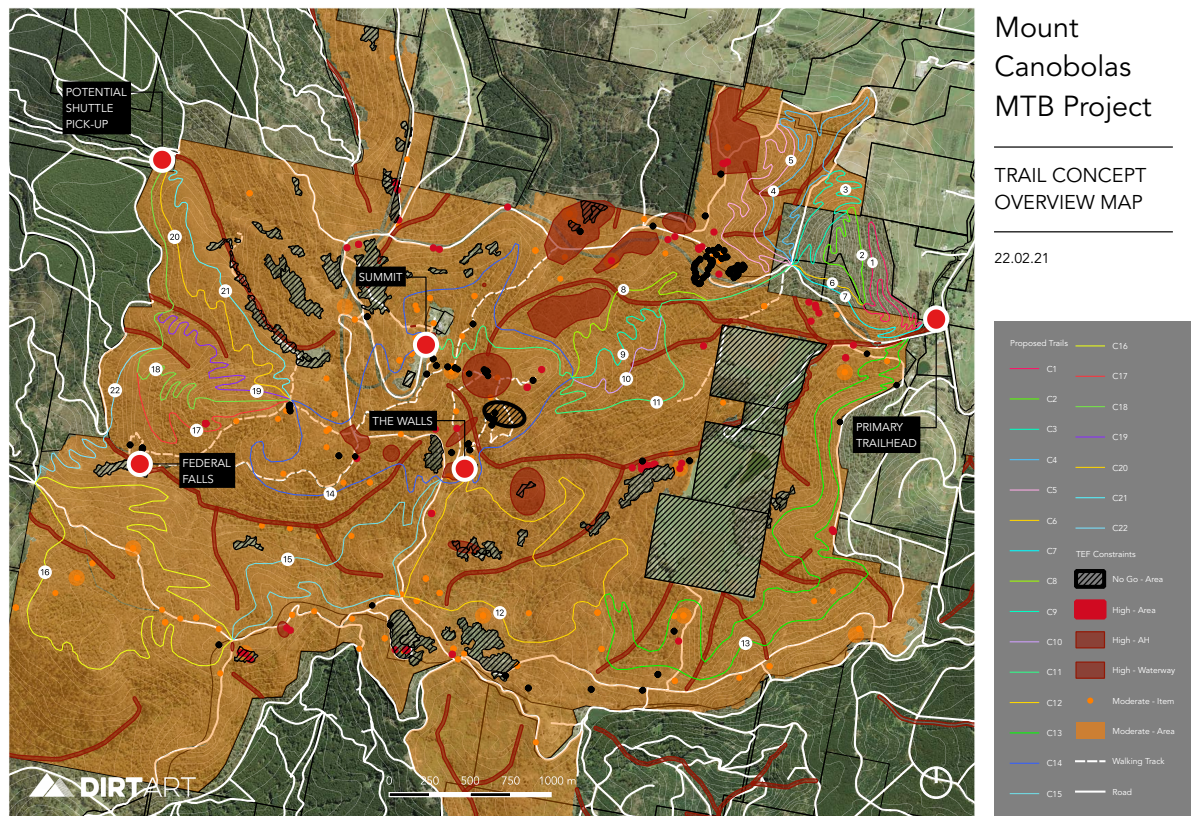 Mount
Canobolas
MTB Project
TRAIL CONCEPT
OVERVIEW MAP
22.02.21
POTENTIAL
SHUTTLE
PICK-UP
SUMMIT
THE WALLS
FEDERAL
FALLS
PRIMARY
TRAILHEAD
5
4
3
2
1
6
7
8
9
10
11
20
21
18
22
19
17
14
15
16
12
13
0 250 500 750 1000 m
DIRTART
Proposed Trails
C1
C2
C3
C4
C5
C6
C7
C8
C9
C10
C11
C12
C13
C14
C15
C16
C17
C18
C19
C20
C21
C22
TEF Constraints
No Go - Area
High - Area
High - AH
High - Waterway
Moderate - Item
Moderate - Area
Walking Track
Road